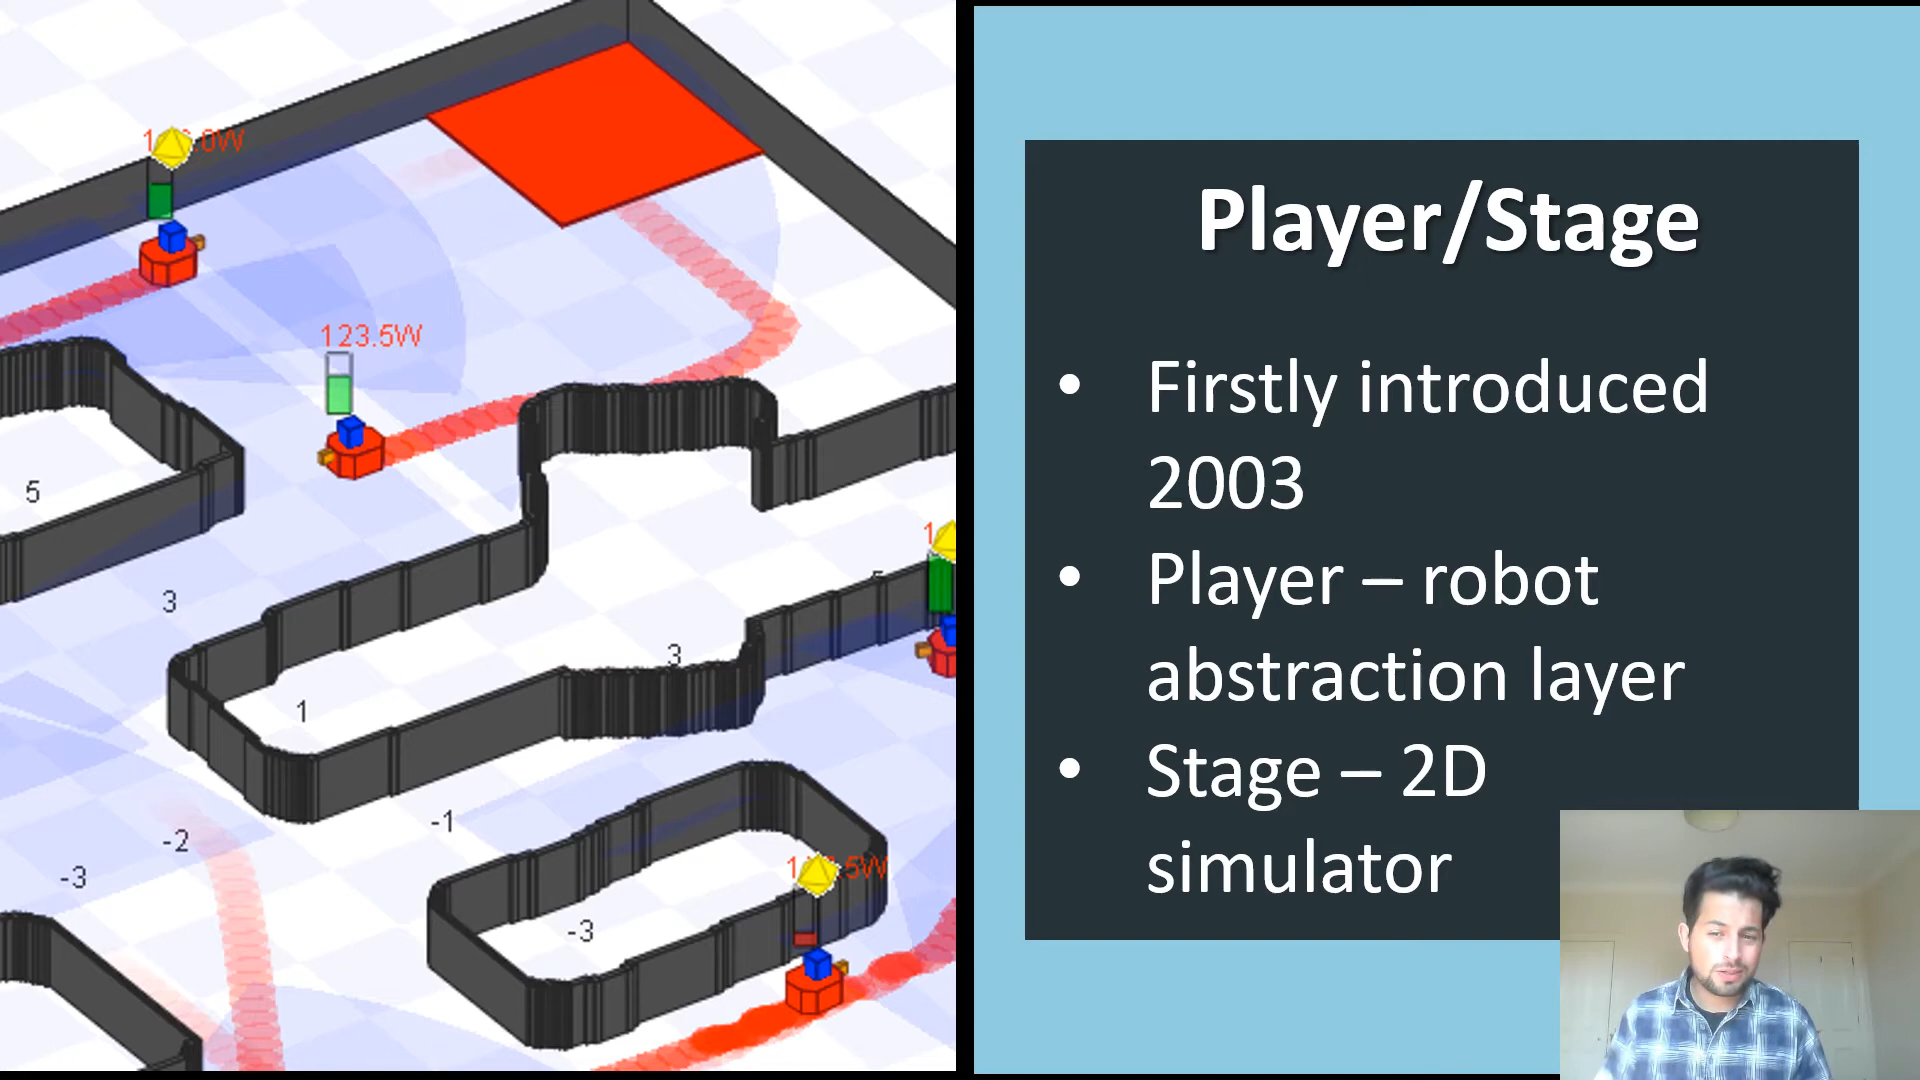 123.5W
5
3
3
1
-1
-2
-3
-3
Player/Stage
• Firstly introduced
2003
• Player – robot
abstraction layer
• Stage – 2D
simulator